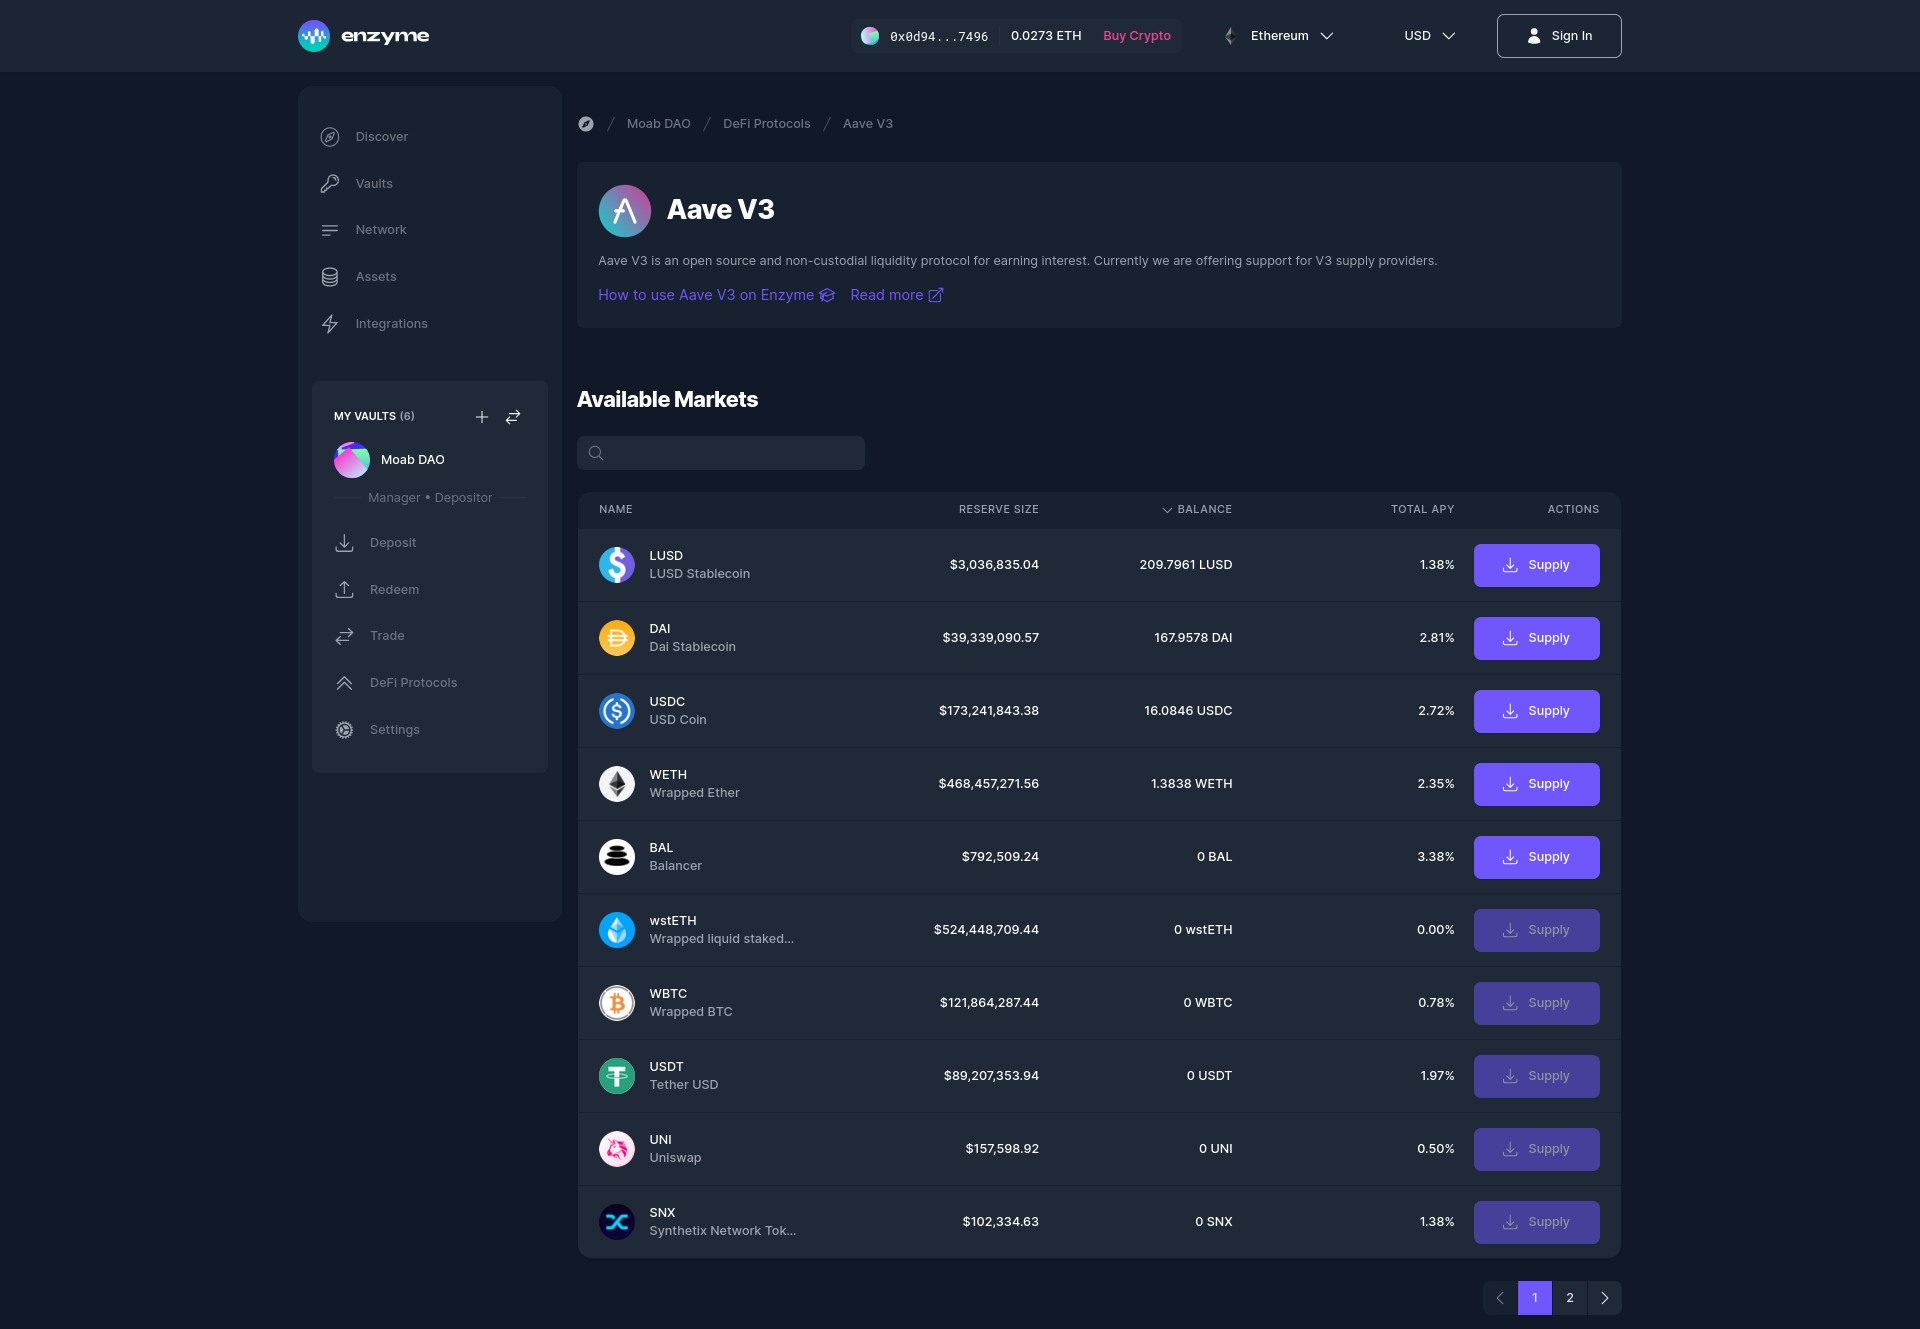 enzyme
0x0d94...7496 0.0273 ETH Buy Crypto Ethereum USD Sign In
Discover
Vaults
Network
Assets
Integrations
MY VAULTS (6)
Moab DAO
Manager • Depositor
Deposit
Redeem
Trade
DeFi Protocols
Settings
/ Moab DAO / DeFi Protocols / Aave V3
Aave V3
Aave V3 is an open source and non-custodial liquidity protocol for earning interest. Currently we are offering support for V3 supply providers.
How to use Aave V3 on Enzyme Read more
Available Markets
NAME RESERVE SIZE BALANCE TOTAL APY ACTIONS
LUSD
LUSD Stablecoin
$3,036,835.04 209.7961 LUSD 1.38% Supply
DAI
Dai Stablecoin
$39,339,090.57 167.9578 DAI 2.81% Supply
USDC
USD Coin
$173,241,843.38 16.0846 USDC 2.72% Supply
WETH
Wrapped Ether
$468,457,271.56 1.3838 WETH 2.35% Supply
BAL
Balancer
$792,509.24 0 BAL 3.38% Supply
wstETH
Wrapped liquid staked...
$524,448,709.44 0 wstETH 0.00% Supply
WBTC
Wrapped BTC
$121,864,287.44 0 WBTC 0.78% Supply
USDT
Tether USD
$89,207,353.94 0 USDT 1.97% Supply
UNI
Uniswap
$157,598.92 0 UNI 0.50% Supply
SNX
Synthetix Network Tok...
$102,334.63 0 SNX 1.38% Supply
1 2